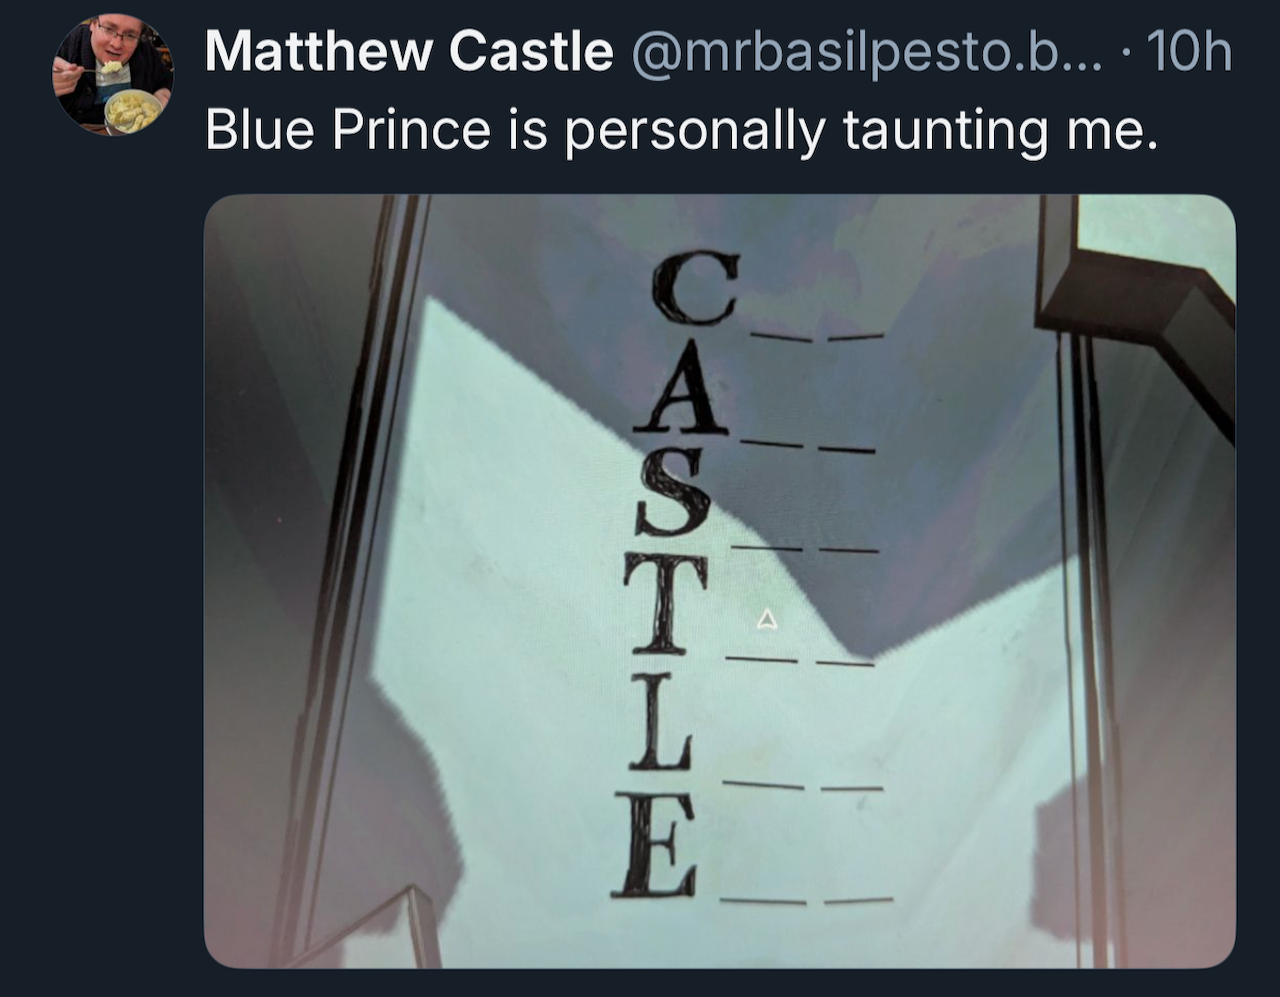 Matthew Castle @mrbasilpesto.b... · 10h
Blue Prince is personally taunting me.
C _ _
A _ _
S _ _
T _ _
L _ _
E _ _